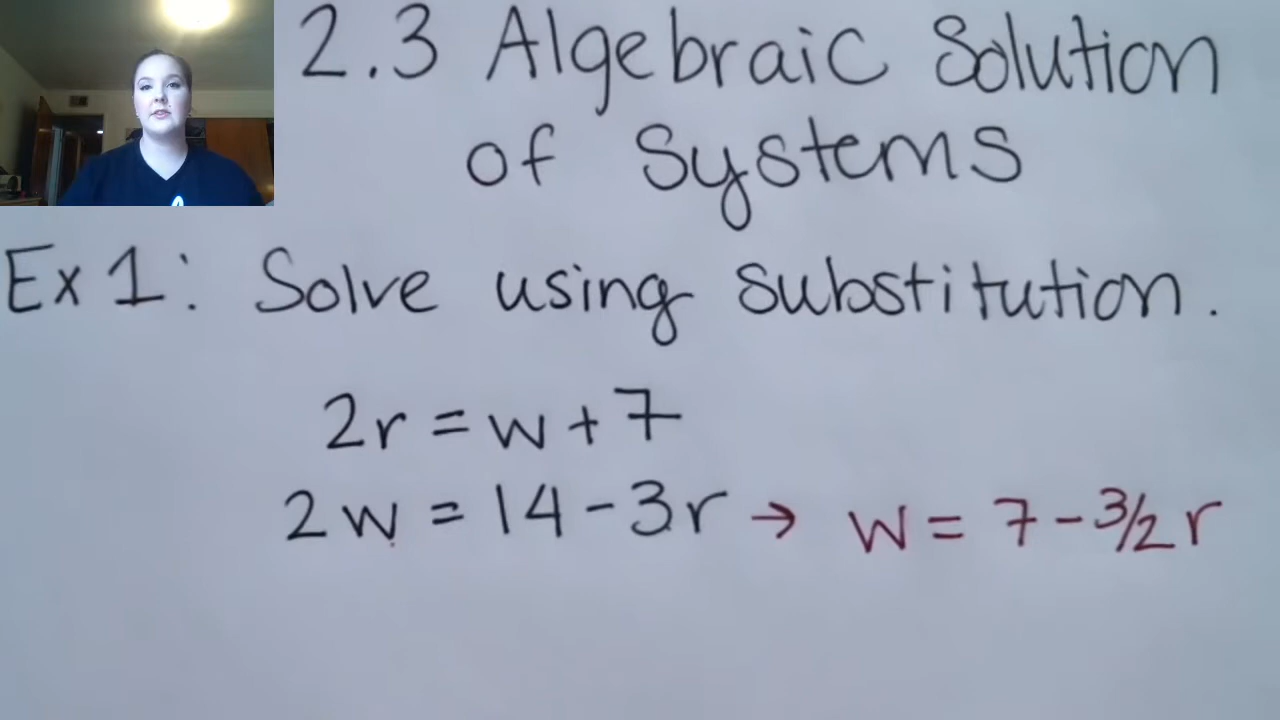 2.3 Algebraic Solution
of Systems
Ex 1: Solve using substitution.
2r = w + 7
2w = 14 - 3r → w = 7 - 3/2 r